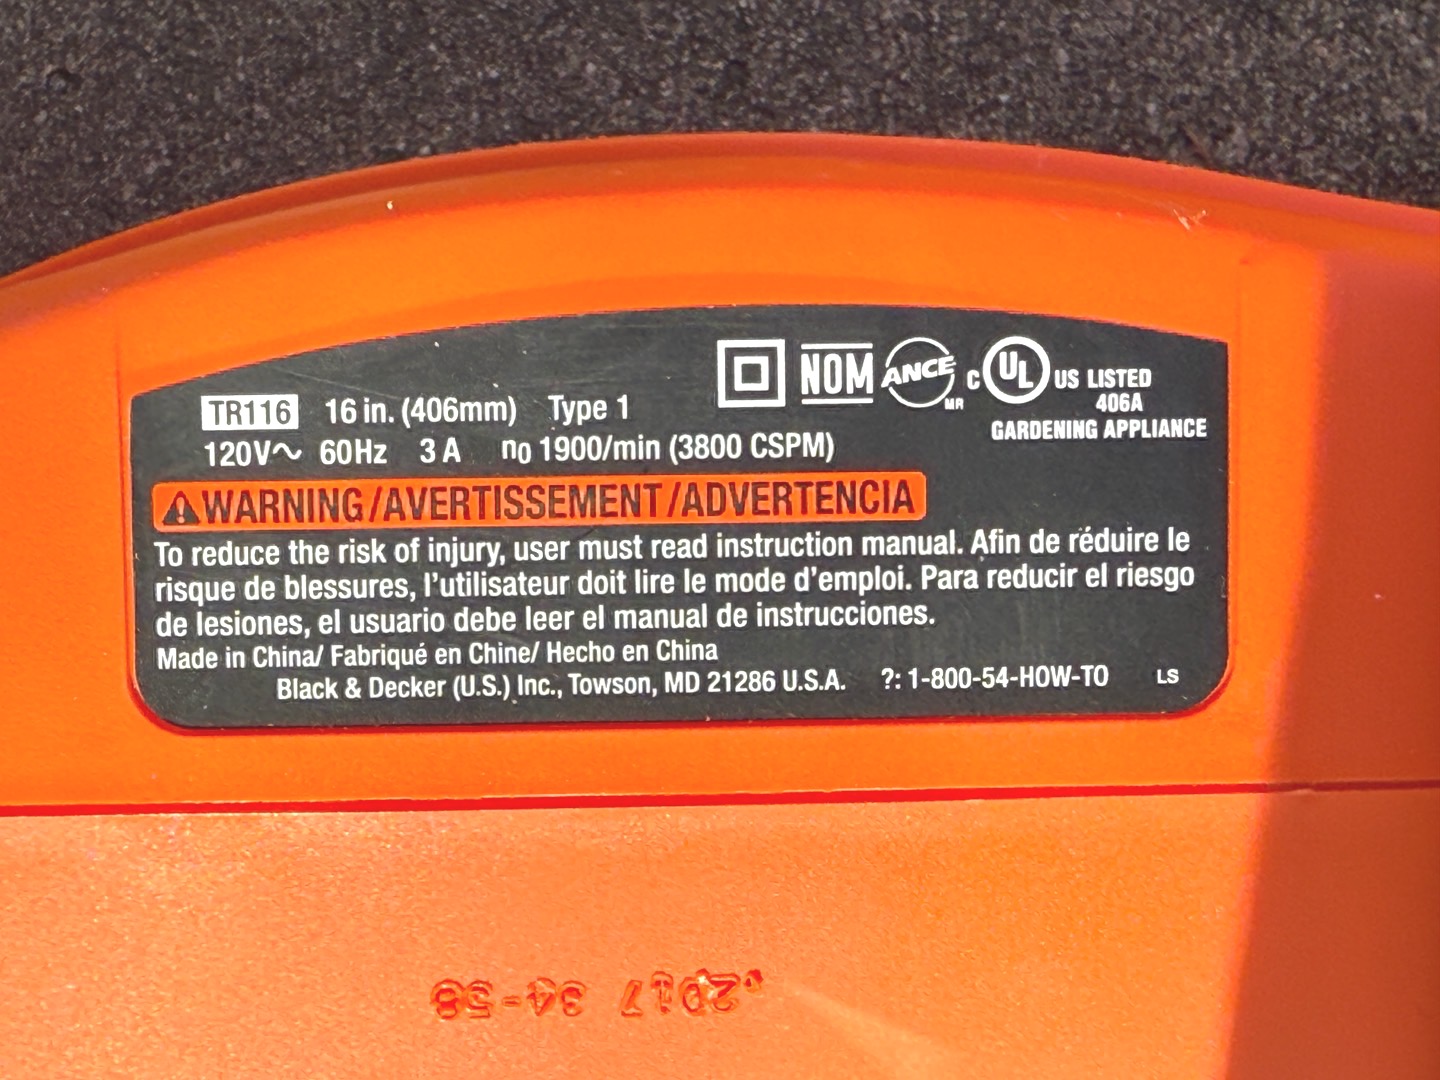 NOM ANCE MR C UL US LISTED
406A
GARDENING APPLIANCE
TR116 16 in. (406mm) Type 1
120V~ 60Hz 3 A no 1900/min (3800 CSPM)
WARNING/AVERTISSEMENT/ADVERTENCIA
To reduce the risk of injury, user must read instruction manual. Afin de réduire le
risque de blessures, l'utilisateur doit lire le mode d'emploi. Para reducir el riesgo
de lesiones, el usuario debe leer el manual de instrucciones.
Made in China/ Fabriqué en Chine/ Hecho en China
Black & Decker (U.S.) Inc., Towson, MD 21286 U.S.A. ?: 1-800-54-HOW-TO LS
2017 34-58